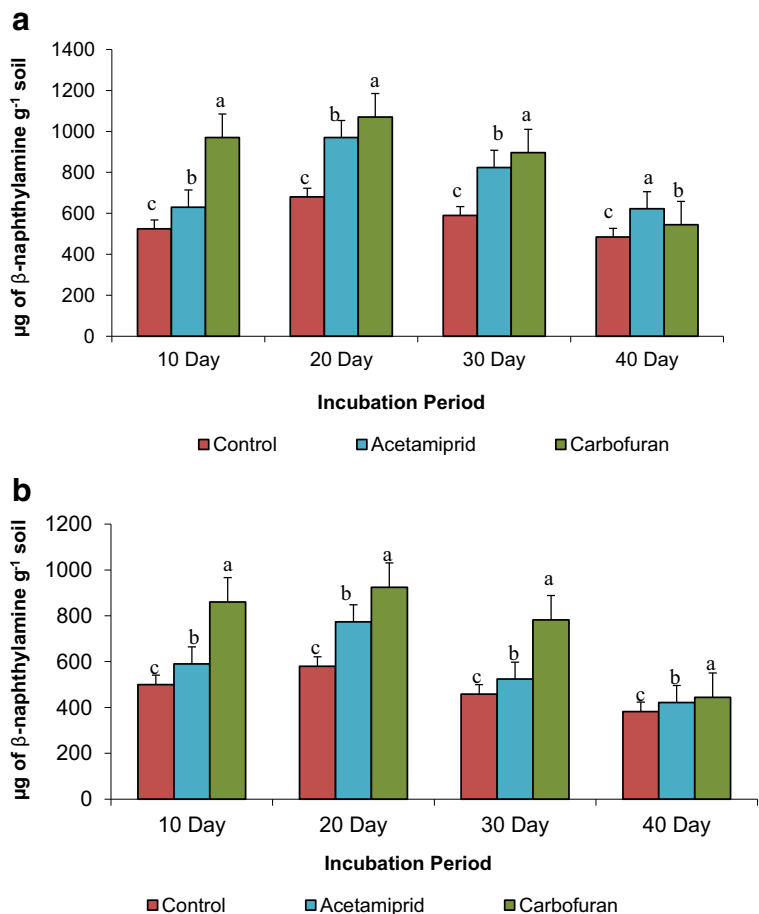 a
µg of β-naphthylamine g-1 soil
1400
1200
1000
800
600
400
200
0
c b a
c b a
c b a
c a b
10 Day 20 Day 30 Day 40 Day
Incubation Period
Control Acetamiprid Carbofuran
b
µg of β-naphthylamine g-1 soil
1200
1000
800
600
400
200
0
c b a
c b a
c b a
c b a
10 Day 20 Day 30 Day 40 Day
Incubation Period
Control Acetamiprid Carbofuran